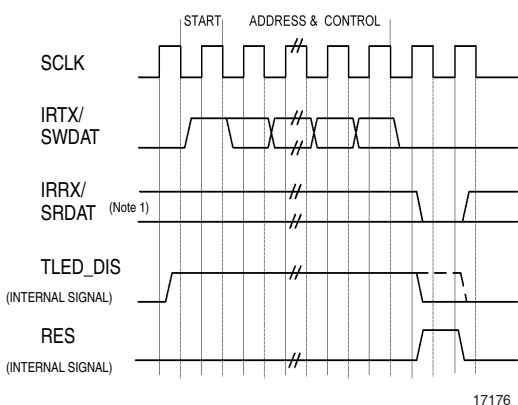 START ADDRESS & CONTROL
SCLK
IRTX/
SWDAT
IRRX/
SRDAT (Note 1)
TLED_DIS
(INTERNAL SIGNAL)
RES
(INTERNAL SIGNAL)
17176